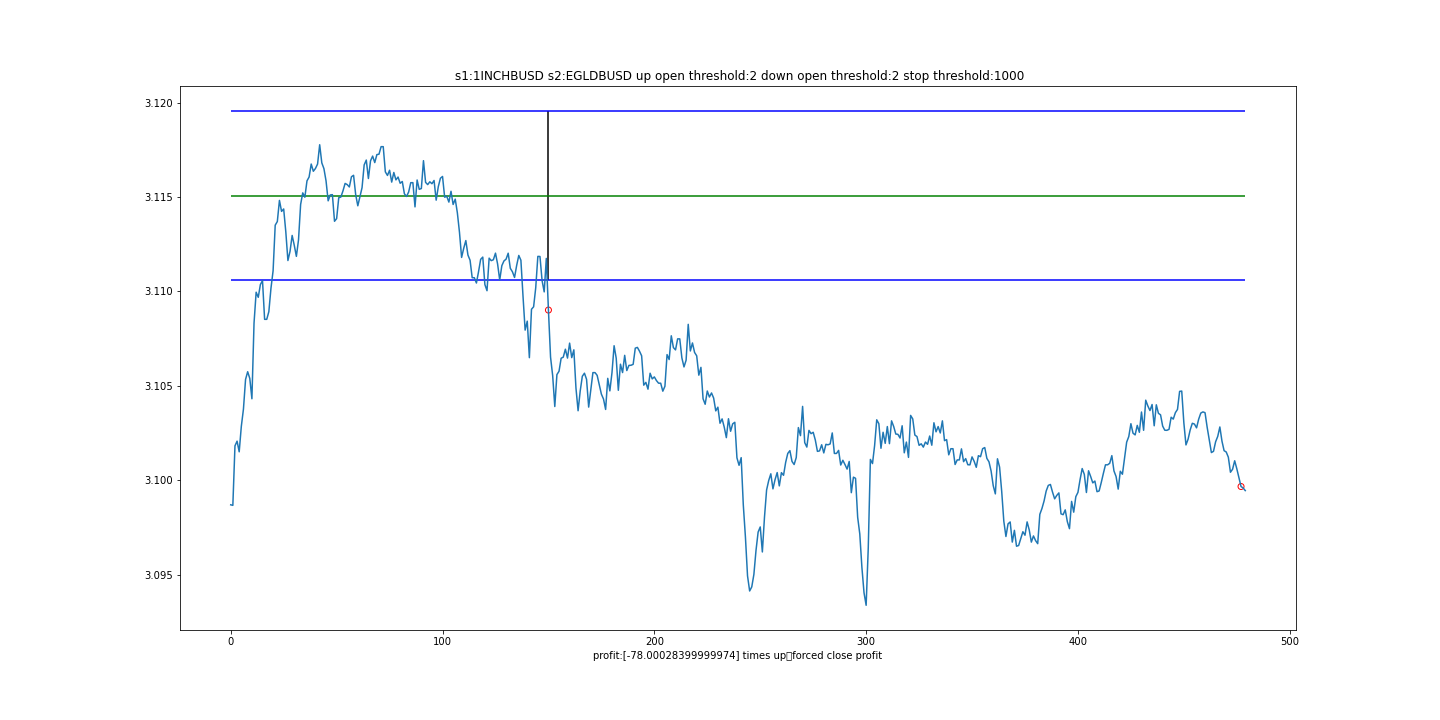 s1:1INCHBUSD s2:EGLDBUSD up open threshold:2 down open threshold:2 stop threshold:1000
3.120
3.115
3.110
3.105
3.100
3.095
0 100 200 300 400 500
profit:[-78.00028399999974] times up▯forced close profit